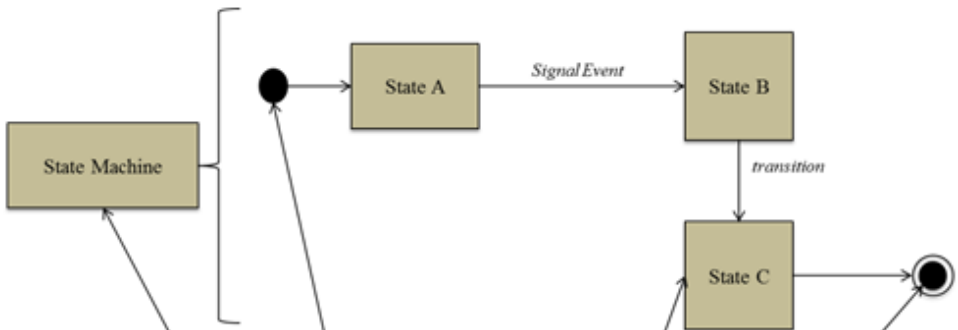 State A
Signal Event
State B
State Machine
transition
State C